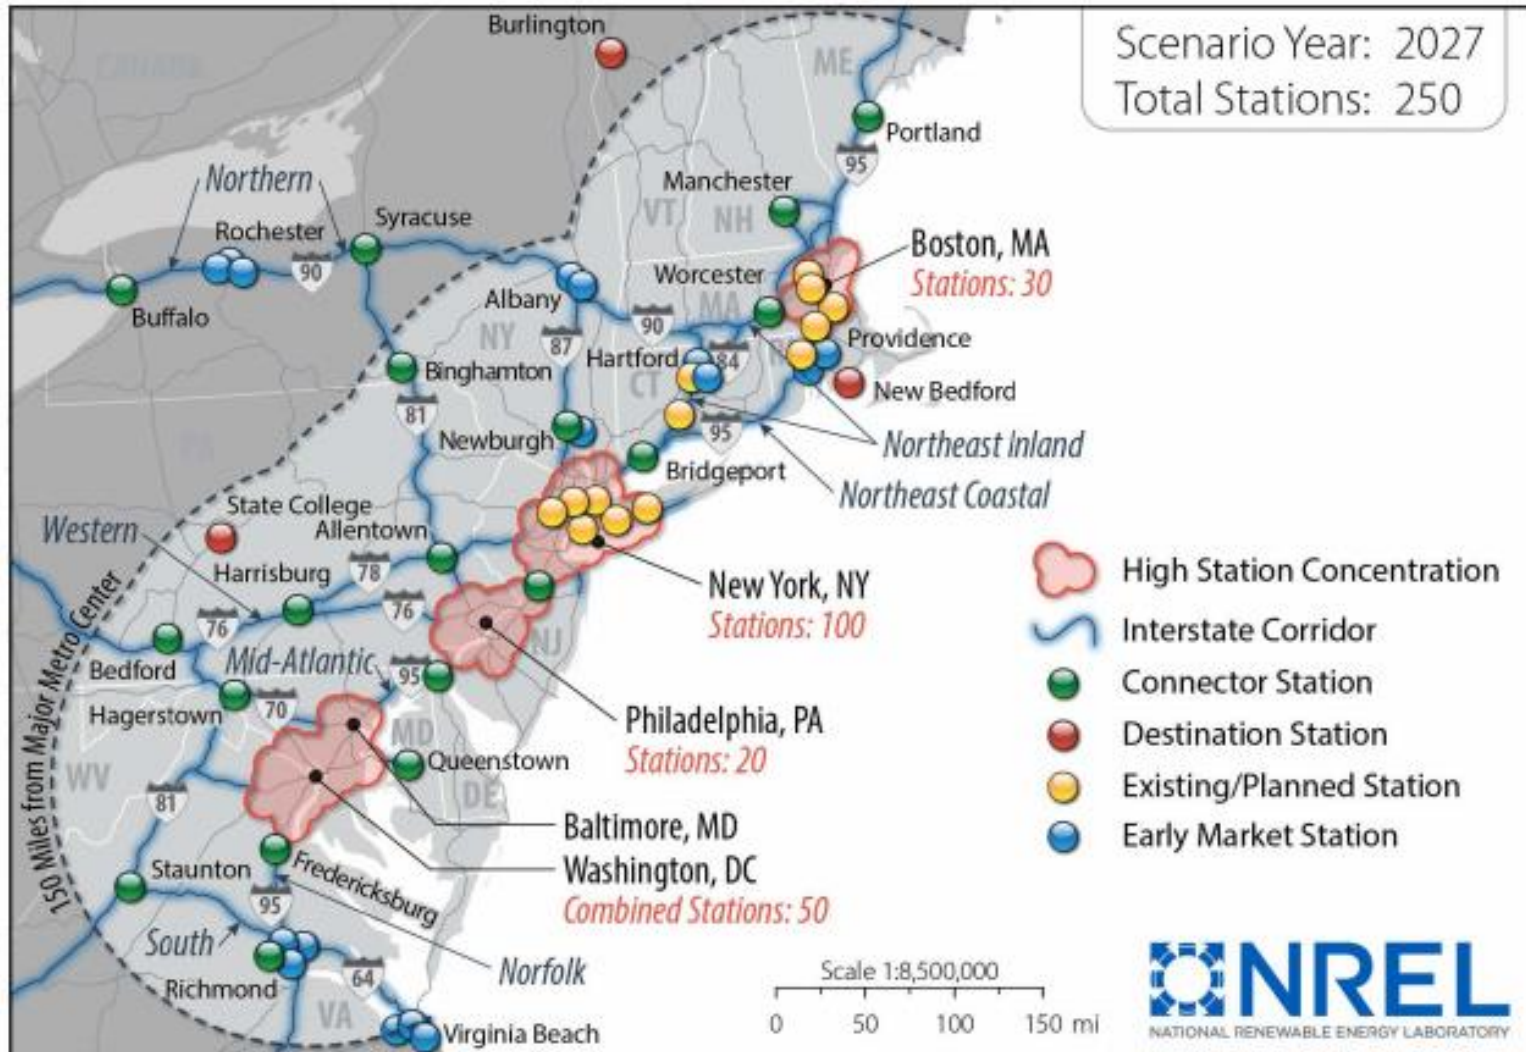 Burlington
CANADA
ME
Scenario Year: 2027
Total Stations: 250
Portland
95
Northern
Manchester
VT
NH
Rochester
Syracuse
90
Boston, MA
Stations: 30
Worcester
MA
Albany
Buffalo
NY
90
87
Hartford
84
Providence
CT
Binghamton
New Bedford
81
Newburgh
95
Northeast Inland
PA
Bridgeport
Northeast Coastal
State College
Allentown
Western
Harrisburg
78
High Station Concentration
New York, NY
Stations: 100
76
76
Interstate Corridor
NJ
Bedford
Mid-Atlantic
95
Connector Station
Hagerstown
70
Philadelphia, PA
Stations: 20
MD
Destination Station
Queenstown
WV
DE
Existing/Planned Station
81
150 Miles from Major Metro Center
Baltimore, MD
Early Market Station
Washington, DC
Combined Stations: 50
Staunton
Fredericksburg
95
South
Norfolk
64
Richmond
VA
Virginia Beach
Scale 1:8,500,000
0 50 100 150 mi
NREL
NATIONAL RENEWABLE ENERGY LABORATORY